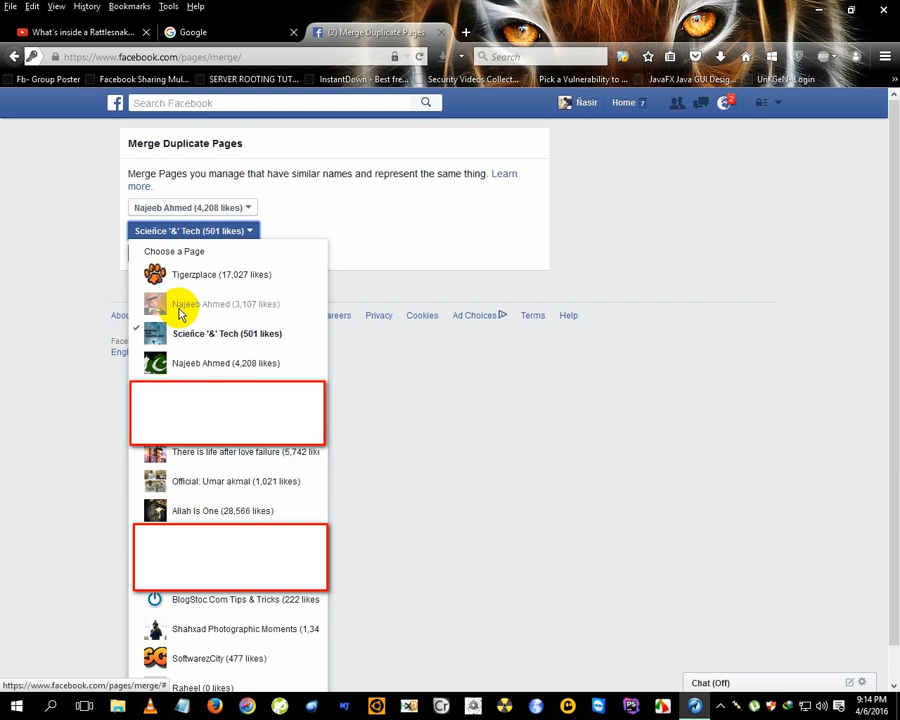 File Edit View History Bookmarks Tools Help
What's inside a Rattlesnak... Google (7) Merge Duplicate Pages
https://www.facebook.com/pages/merge/ Search
Fb- Group Poster Facebook Sharing Mul... SERVER ROOTING TUT... InstantDown - Best fre... Security Videos Collect... Pick a Vulnerability to ... JavaFX Java GUI Desig... UnKGeN- Login
Search Facebook Ñasir Home 7 2
Merge Duplicate Pages
Merge Pages you manage that have similar names and represent the same thing. Learn
more.
Najeeb Ahmed (4,208 likes)
Scieñce '&' Tech (501 likes)
Choose a Page
Tigerzplace (17,027 likes)
Najeeb Ahmed (3,107 likes)
Abou areers Privacy Cookies Ad Choices Terms Help
Scieñce '&' Tech (501 likes)
Face
Engl
Najeeb Ahmed (4,208 likes)
There is life after love failure (5,742 like
Official: Umar akmal (1,021 likes)
Allah Is One (28,566 likes)
BlogStoc.Com Tips & Tricks (222 likes
Shahxad Photographic Moments (1,34
SoftwarezCity (477 likes)
Raheel (0 likes)
https://www.facebook.com/pages/merge/#
Chat (Off)
9:14 PM
4/6/2016